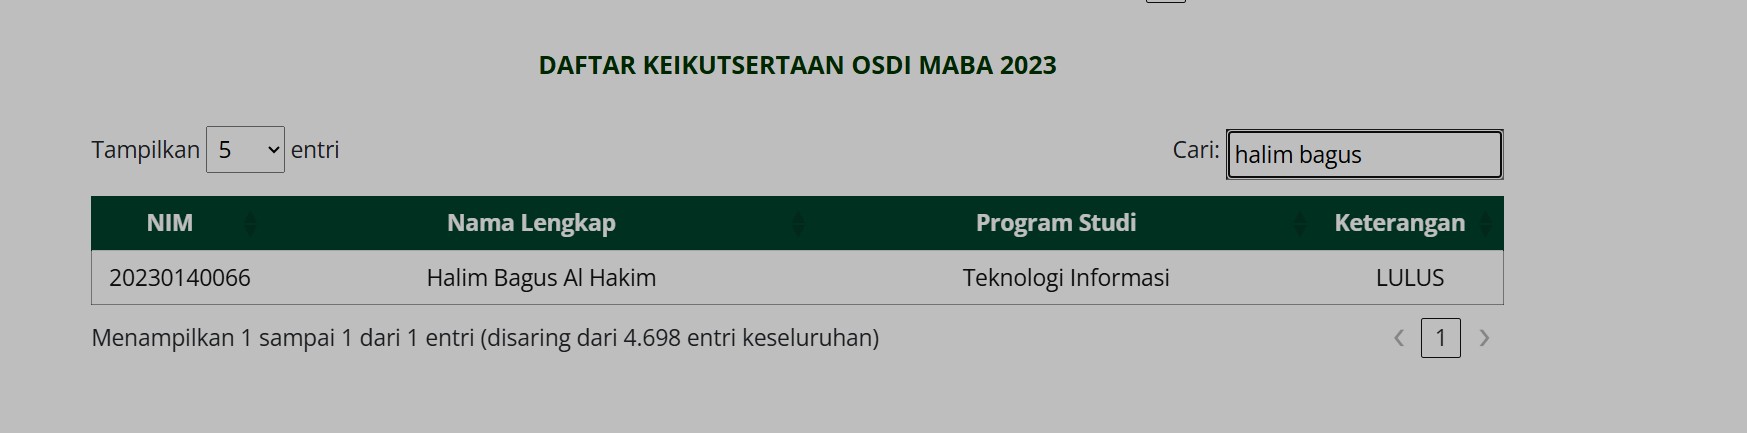 DAFTAR KEIKUTSERTAAN OSDI MABA 2023
Tampilkan 5 entri Cari: halim bagus
NIM Nama Lengkap Program Studi Keterangan
20230140066 Halim Bagus Al Hakim Teknologi Informasi LULUS
Menampilkan 1 sampai 1 dari 1 entri (disaring dari 4.698 entri keseluruhan) 1